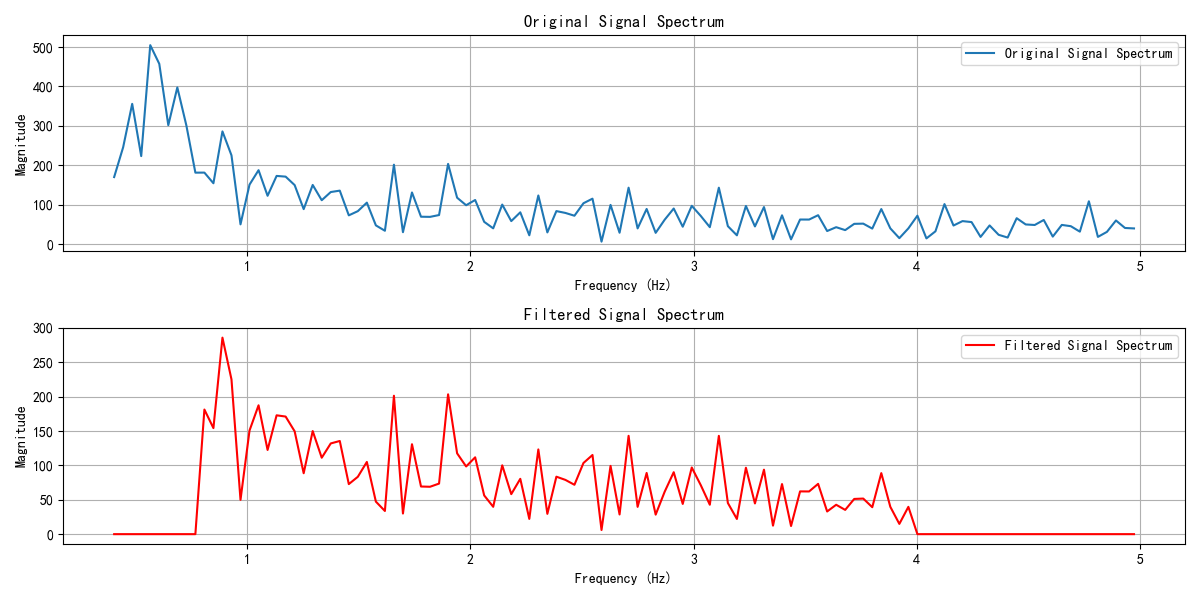 Original Signal Spectrum
Original Signal Spectrum
500
400
300
200
100
0
Magnitude
1 2 3 4 5
Frequency (Hz)
Filtered Signal Spectrum
Filtered Signal Spectrum
300
250
200
150
100
50
0
Magnitude
1 2 3 4 5
Frequency (Hz)